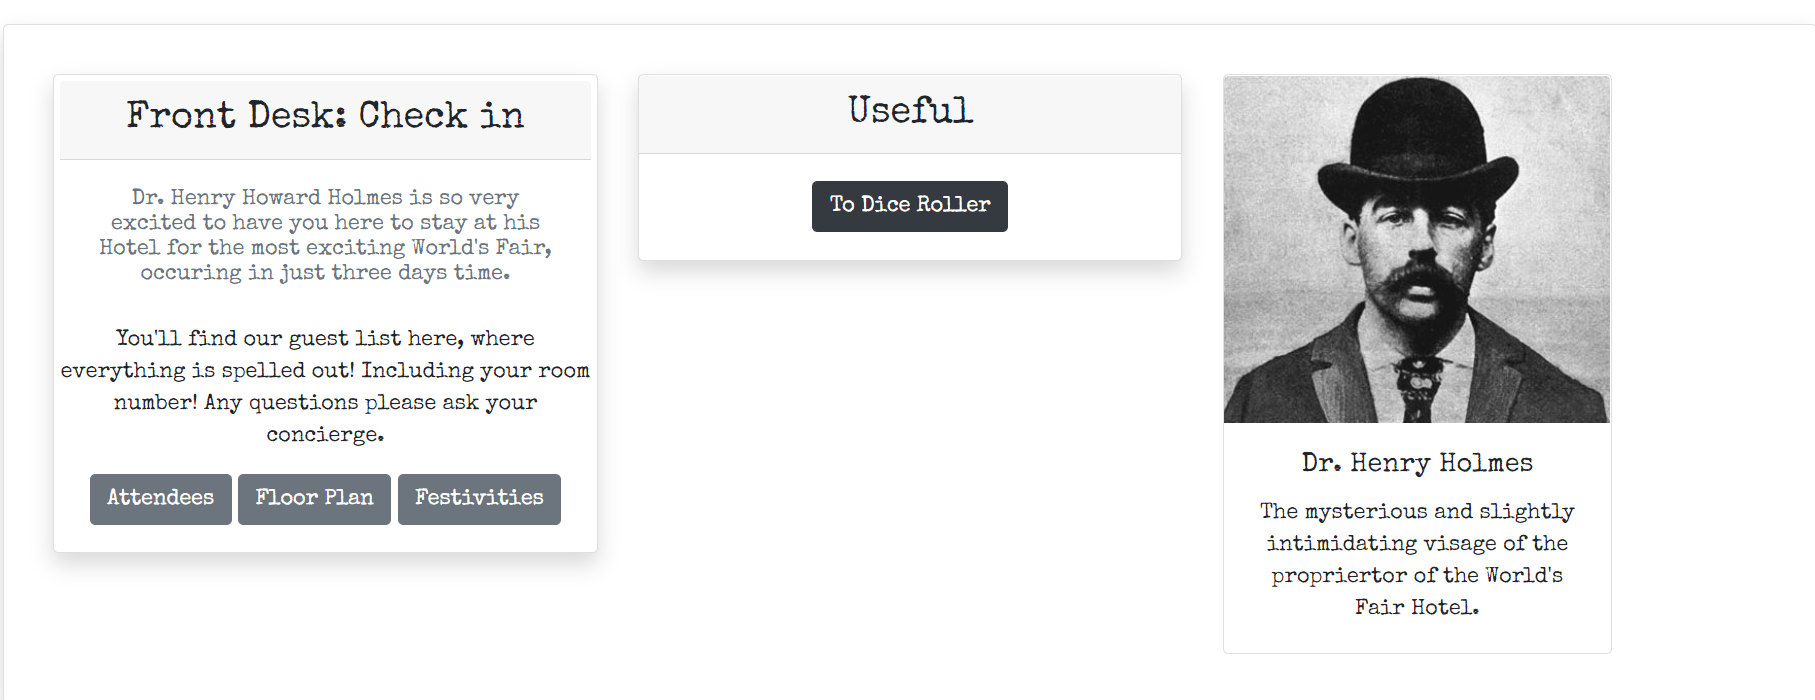 Front Desk: Check in
Dr. Henry Howard Holmes is so very
excited to have you here to stay at his
Hotel for the most exciting World's Fair,
occuring in just three days time.
You'll find our guest list here, where
everything is spelled out! Including your room
number! Any questions please ask your
concierge.
Attendees
Floor Plan
Festivities
Useful
To Dice Roller
Dr. Henry Holmes
The mysterious and slightly
intimidating visage of the
propriertor of the World's
Fair Hotel.